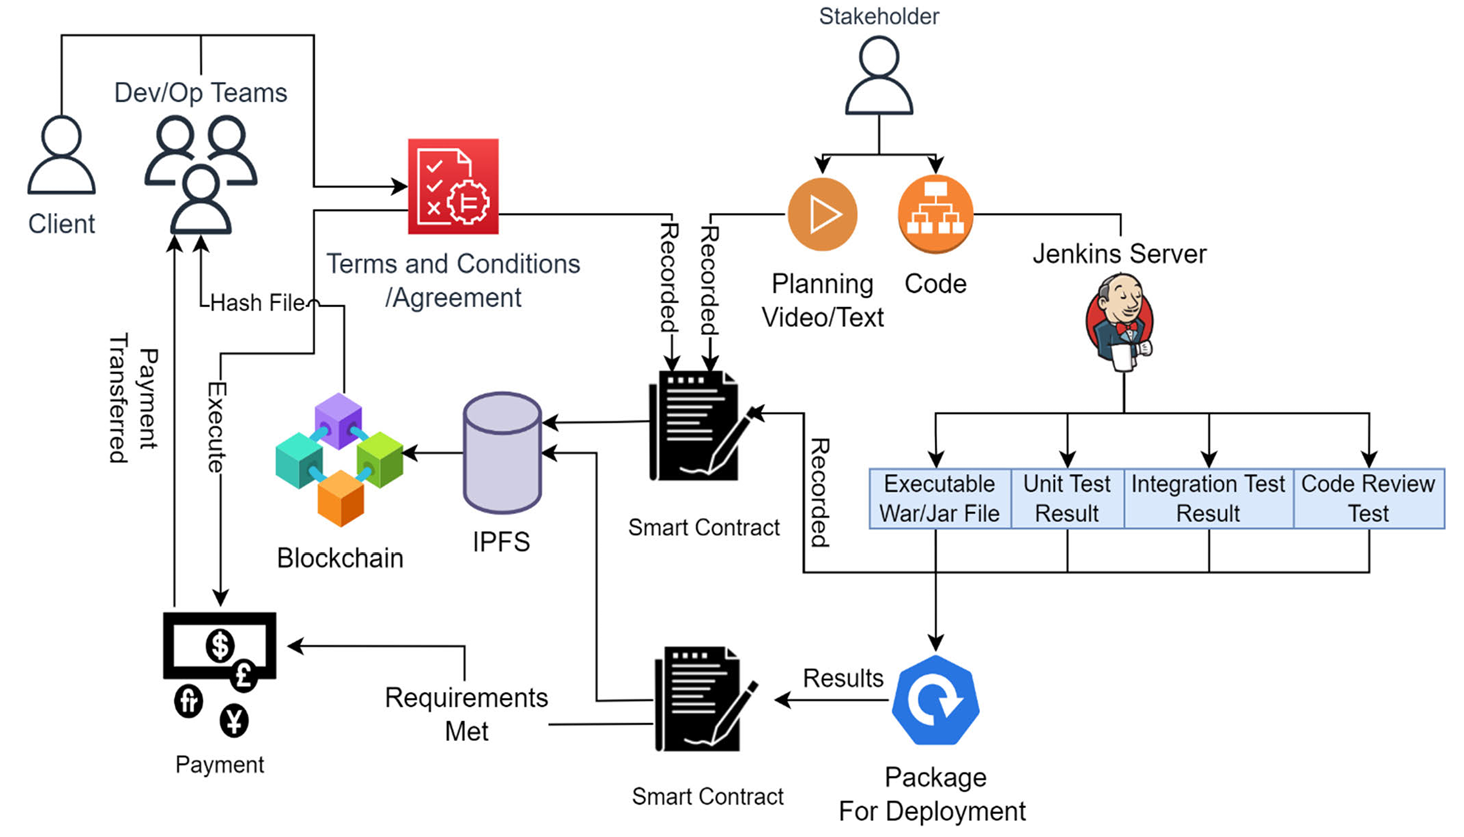 Stakeholder
Dev/Op Teams
Client
Terms and Conditions
/Agreement
Hash File
Recorded
Recorded
Planning
Video/Text
Code
Jenkins Server
Payment
Transferred
Execute
Blockchain
IPFS
Smart Contract
Recorded
Executable
War/Jar File
Unit Test
Result
Integration Test
Result
Code Review
Test
$
£
fr
¥
Payment
Requirements
Met
Smart Contract
Results
Package
For Deployment